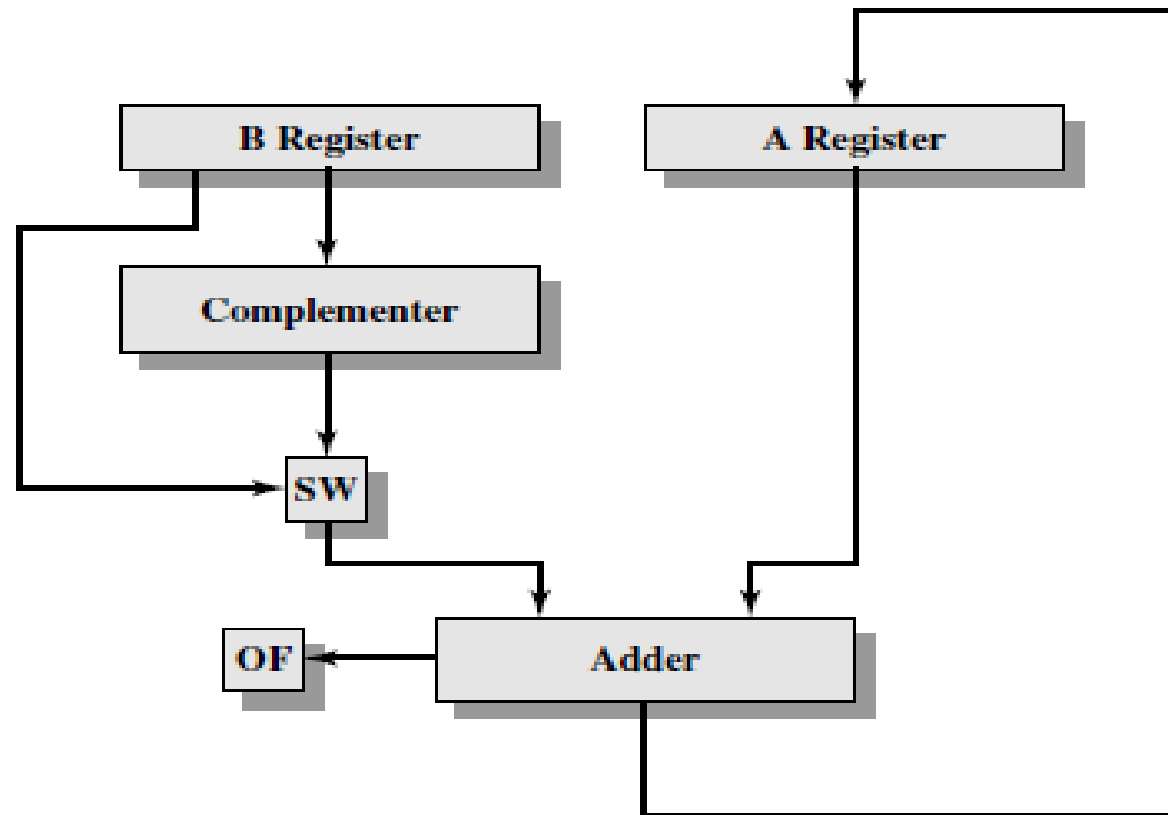 B Register
A Register
Complementer
SW
OF
Adder